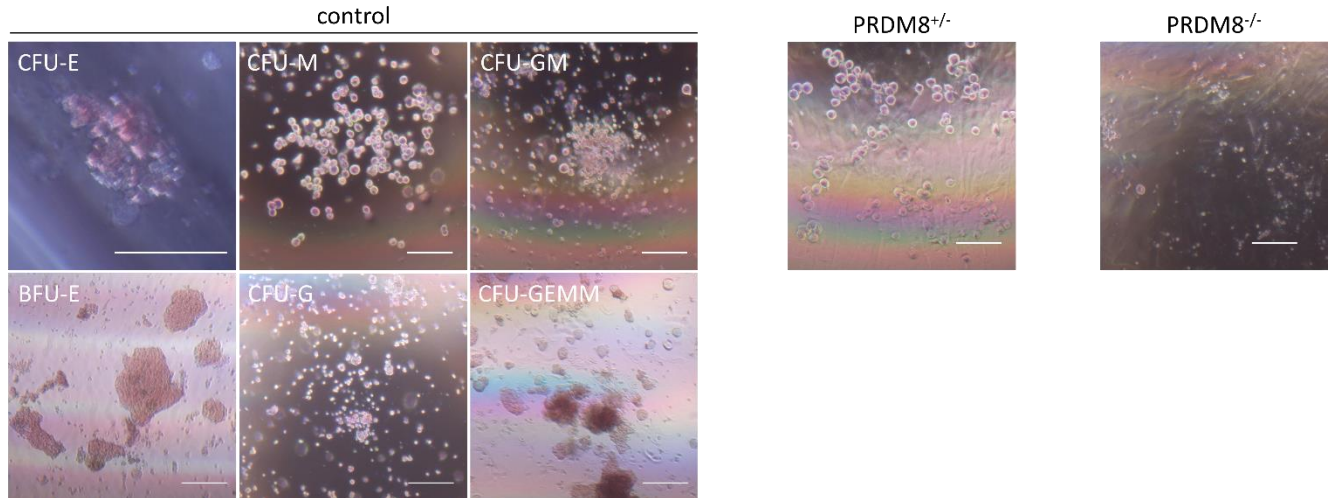 control
PRDM8+/-
PRDM8-/-
CFU-E
CFU-M
CFU-GM
BFU-E
CFU-G
CFU-GEMM